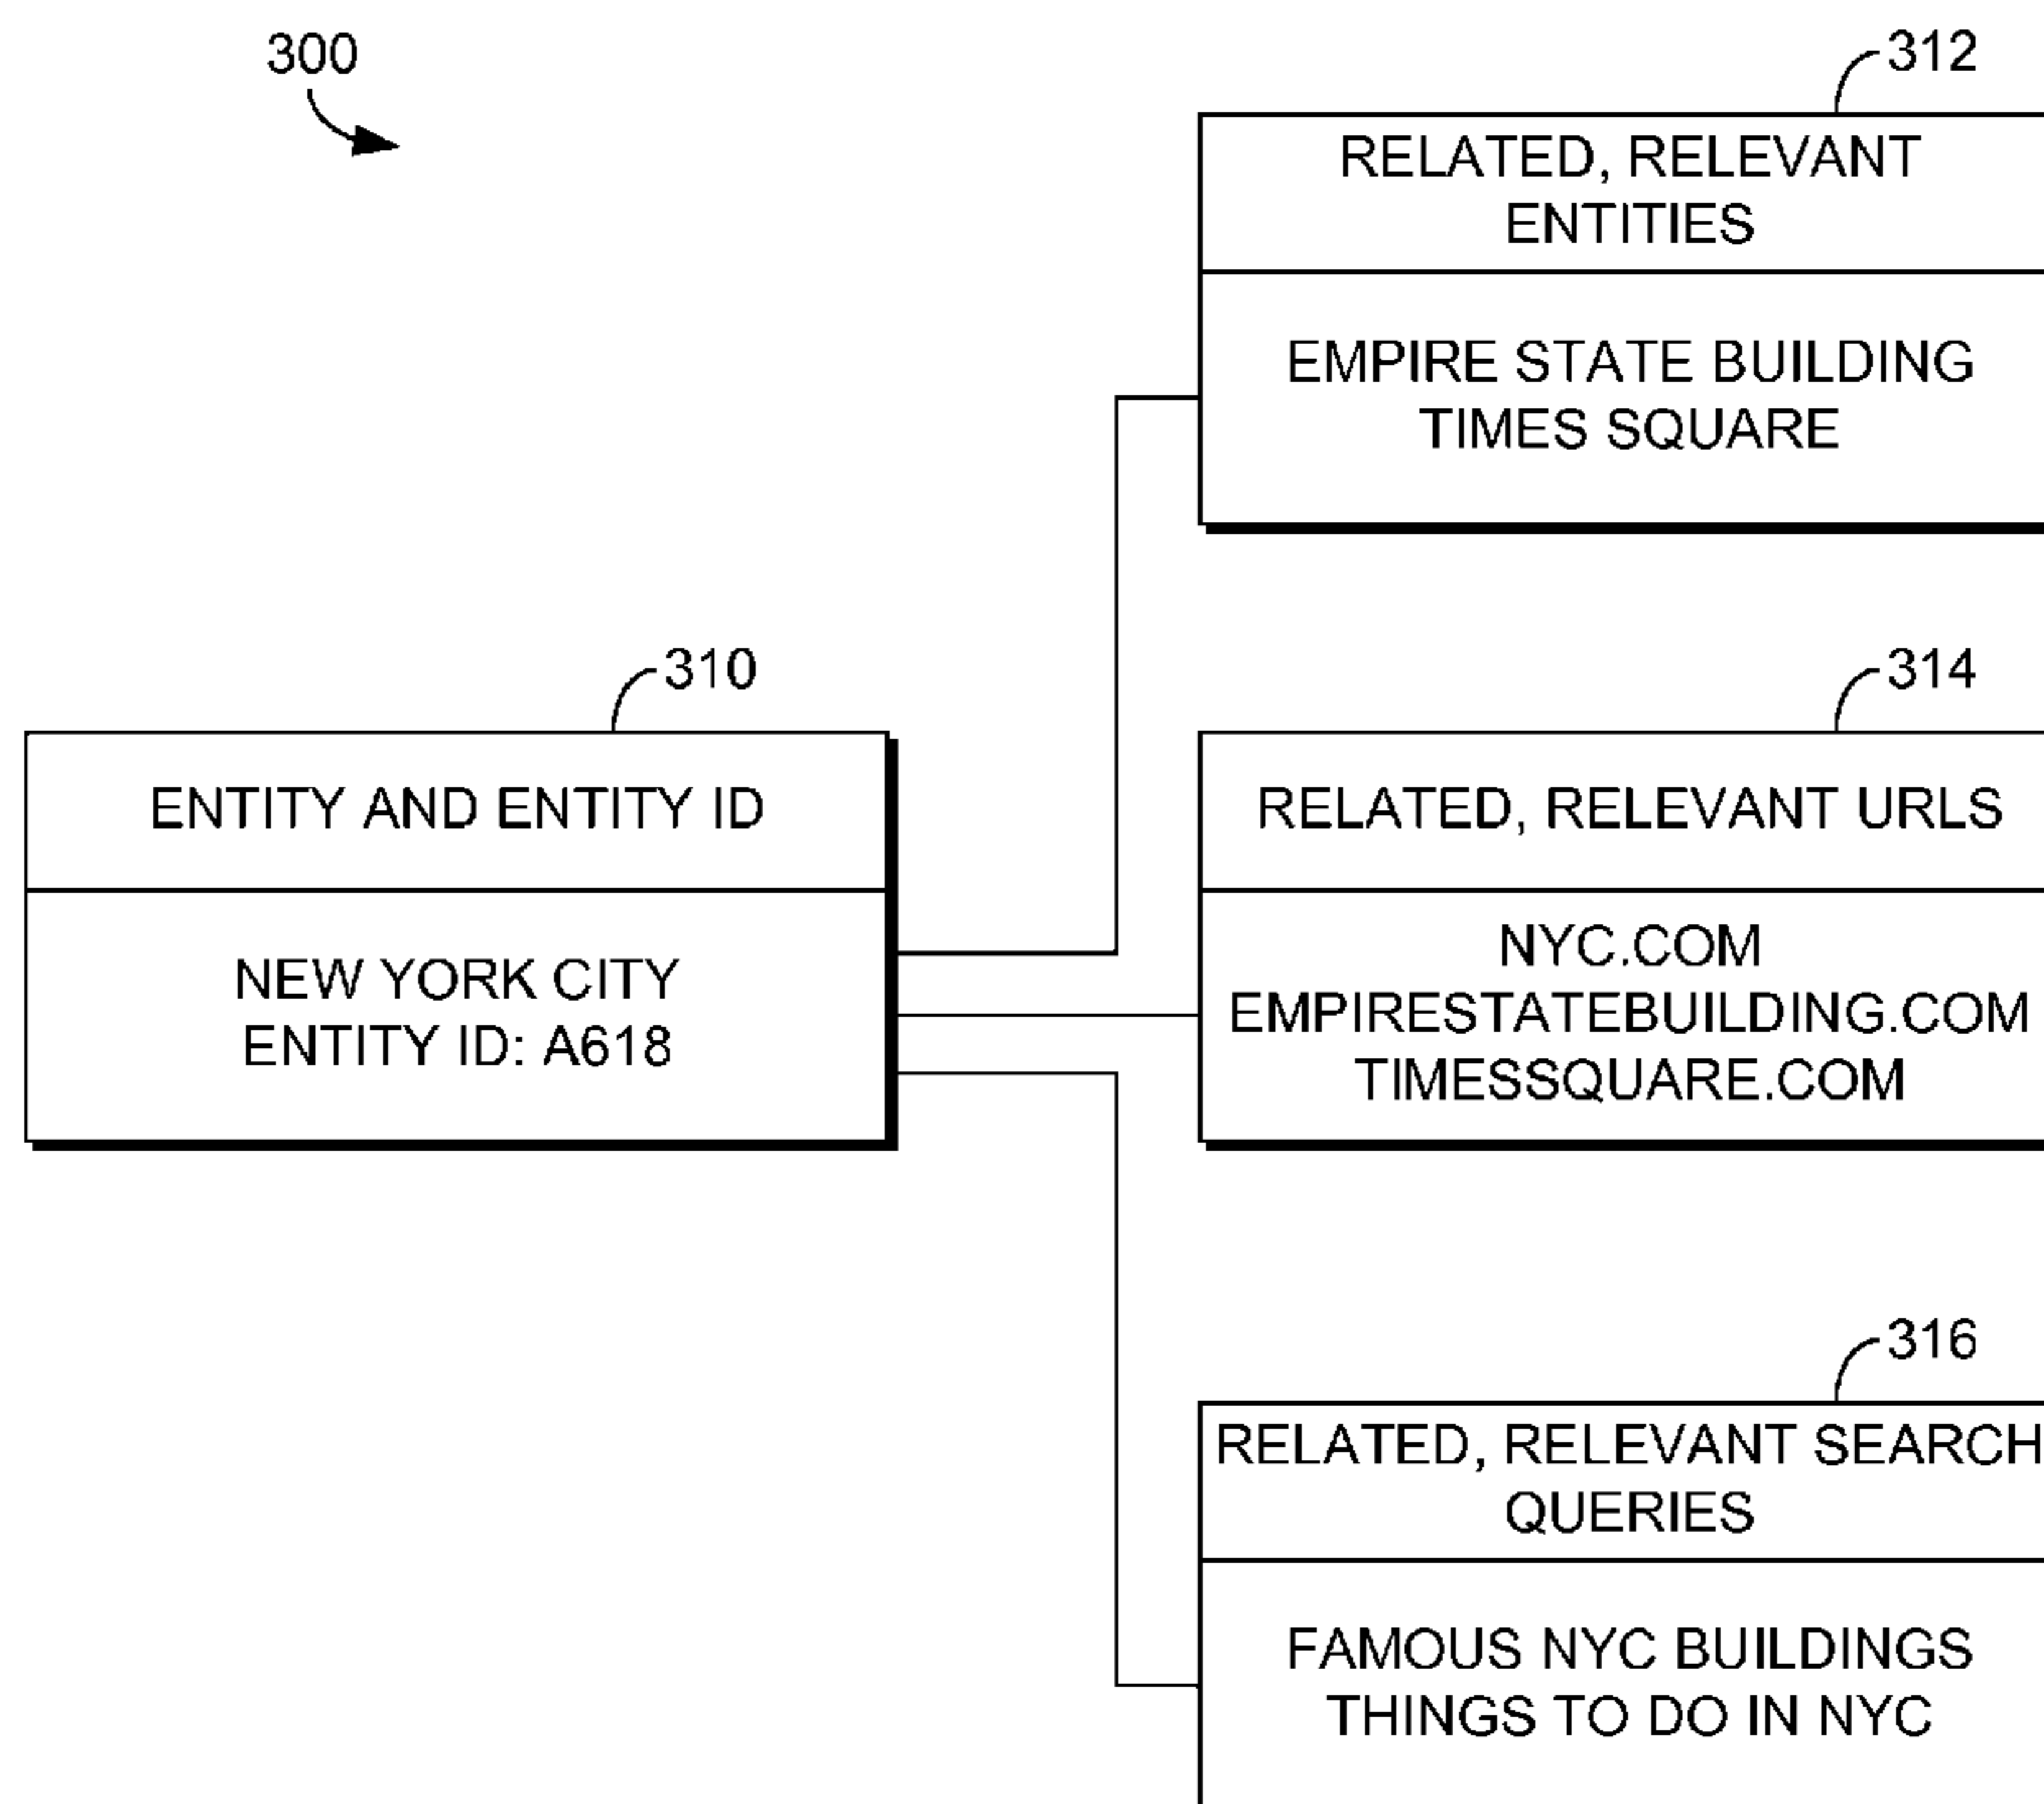 300
312
RELATED, RELEVANT
ENTITIES
EMPIRE STATE BUILDING
TIMES SQUARE
310
ENTITY AND ENTITY ID
NEW YORK CITY
ENTITY ID: A618
314
RELATED, RELEVANT URLS
NYC.COM
EMPIRESTATEBUILDING.COM
TIMESSQUARE.COM
316
RELATED, RELEVANT SEARCH
QUERIES
FAMOUS NYC BUILDINGS
THINGS TO DO IN NYC